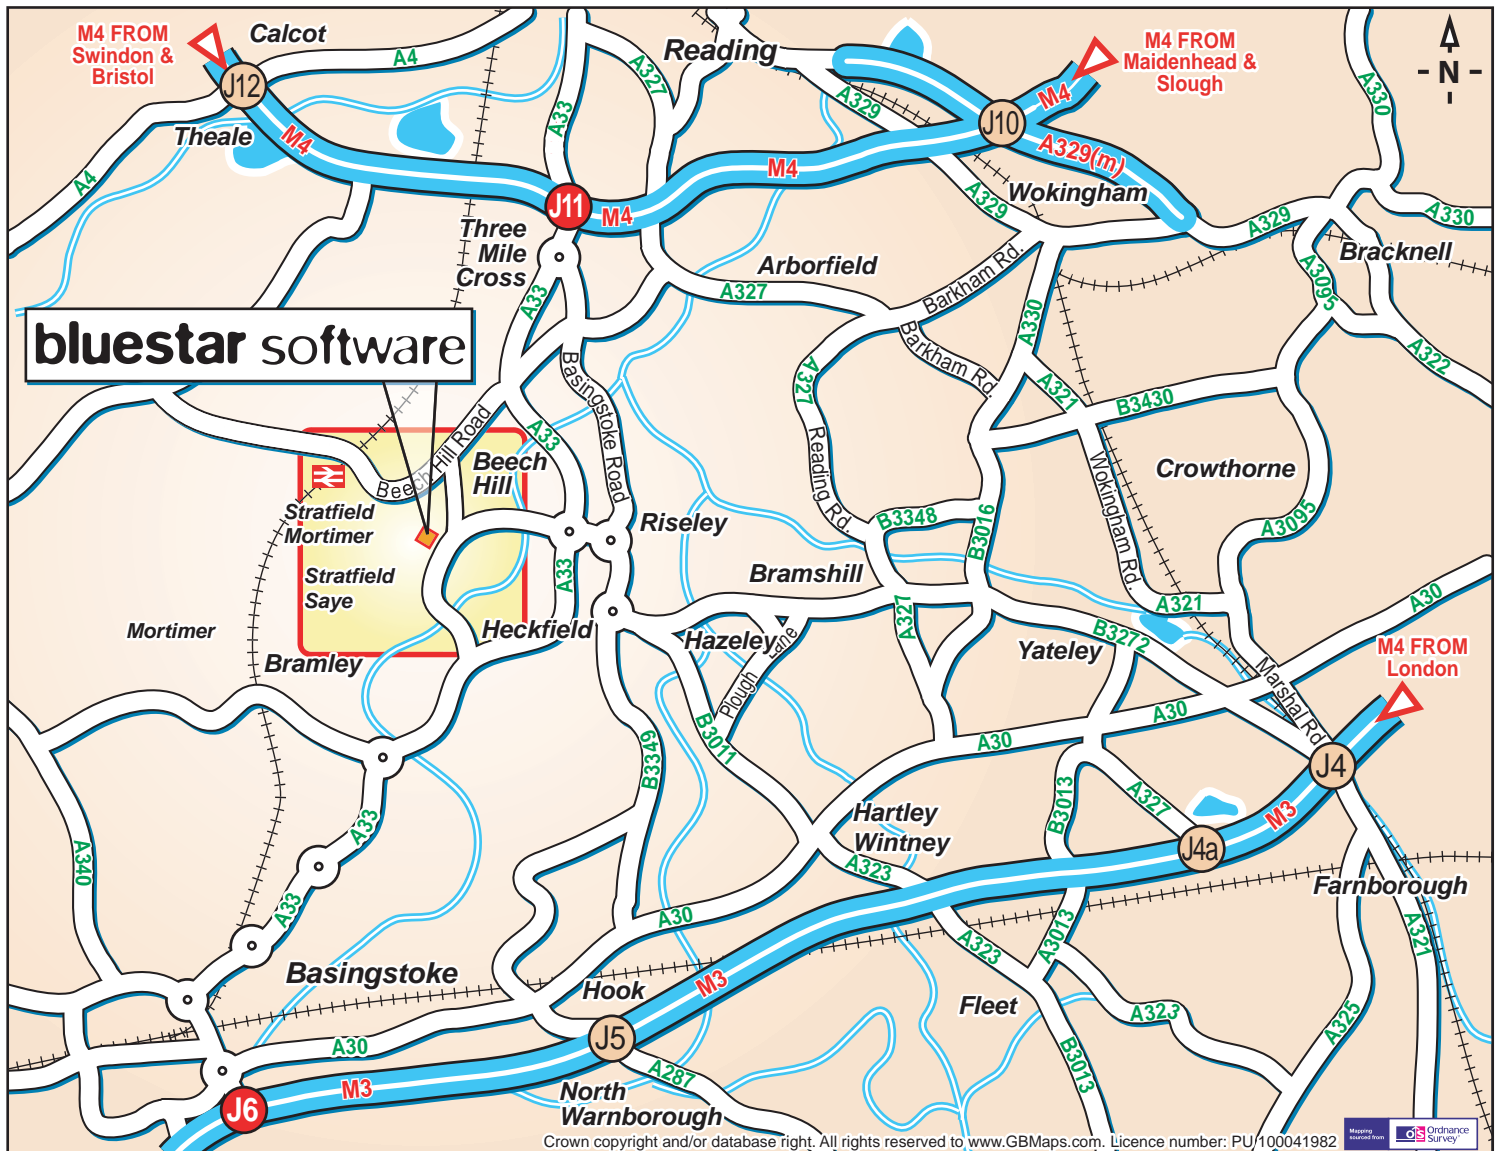 M4 FROM
Swindon &
Bristol
Calcot
A4
J12
Theale
A4
M4
A33
A327
Reading
A329
M4 FROM
Maidenhead &
Slough
M4
J10
A329(m)
A330
- N -
J11
M4
M4
Wokingham
A329
A329
A330
Bracknell
Three
Mile
Cross
Arborfield
A327
Barkham Rd.
A3095
A33
A330
A322
bluestar software
Basingstoke Road
Barkham Rd.
A327
A321
B3430
Beech Hill Road
A33
Beech
Hill
Reading Rd.
Wokingham Rd.
Crowthorne
Stratfield
Mortimer
Riseley
B3348
B3016
A3095
Stratfield
Saye
A33
Bramshill
A327
A321
A30
Mortimer
Heckfield
Hazeley
Plough Lane
Yateley
B3272
Bramley
M4 FROM
London
Marshal Rd
B3011
A30
A30
B3349
J4
A33
A340
Hartley
Wintney
B3013
A327
M3
J4a
A323
Farnborough
A33
A30
A321
Basingstoke
Hook
M3
A323
A3013
Fleet
A323
A325
J5
A30
A287
B3013
M3
J6
North
Warnborough
Crown copyright and/or database right. All rights reserved to www.GBMaps.com. Licence number: PU 100041982
Mapping
sourced from
OS
Ordnance
Survey